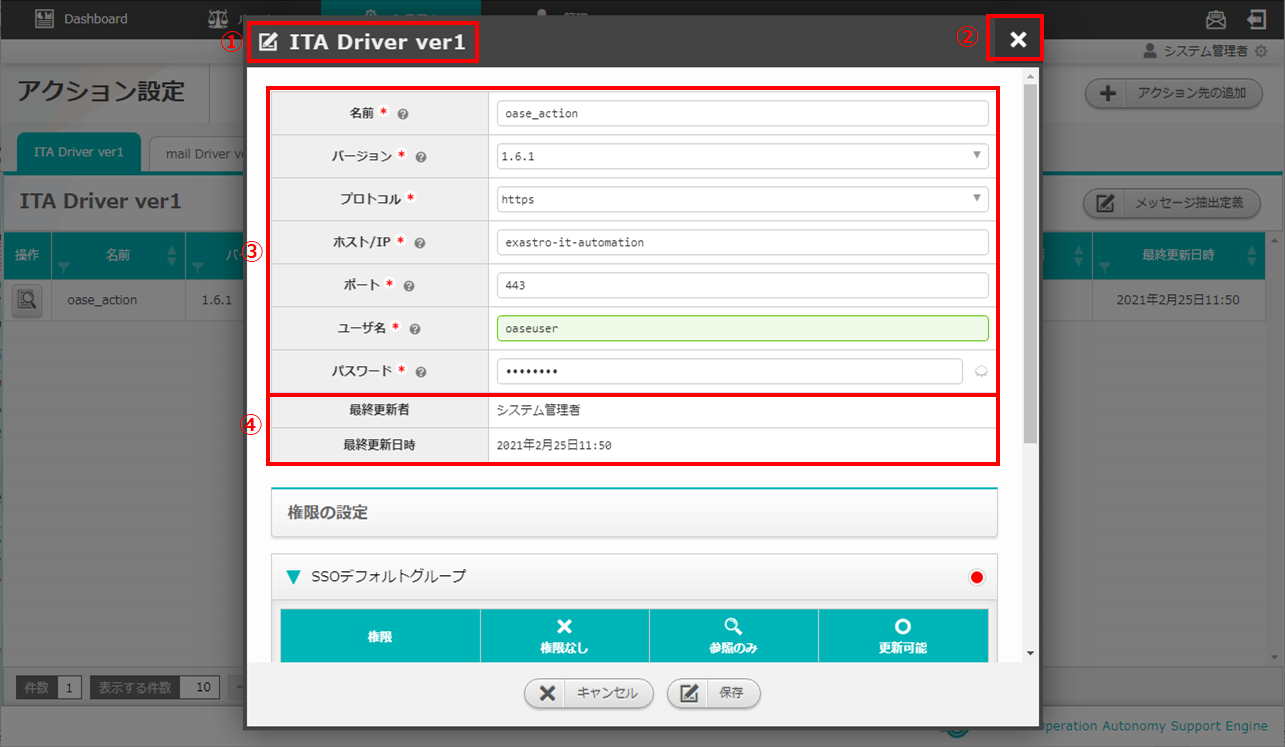 Dashboard
① ITA Driver ver1 ②
システム管理者
アクション設定
アクション先の追加
ITA Driver ver1
mail Driver ve
ITA Driver ver1
メッセージ抽出定義
操作 名前 バ 最終更新日時
oase_action 1.6.1 2021年2月25日11:50
③
名前 * oase_action
バージョン * 1.6.1
プロトコル * https
ホスト/IP * exastro-it-automation
ポート * 443
ユーザ名 * oaseuser
パスワード * ••••••••
④
最終更新者 システム管理者
最終更新日時 2021年2月25日11:50
権限の設定
SSOデフォルトグループ
権限 権限なし 参照のみ 更新可能
件数 1 表示する件数 10
キャンセル 保存
peration Autonomy Support Engine